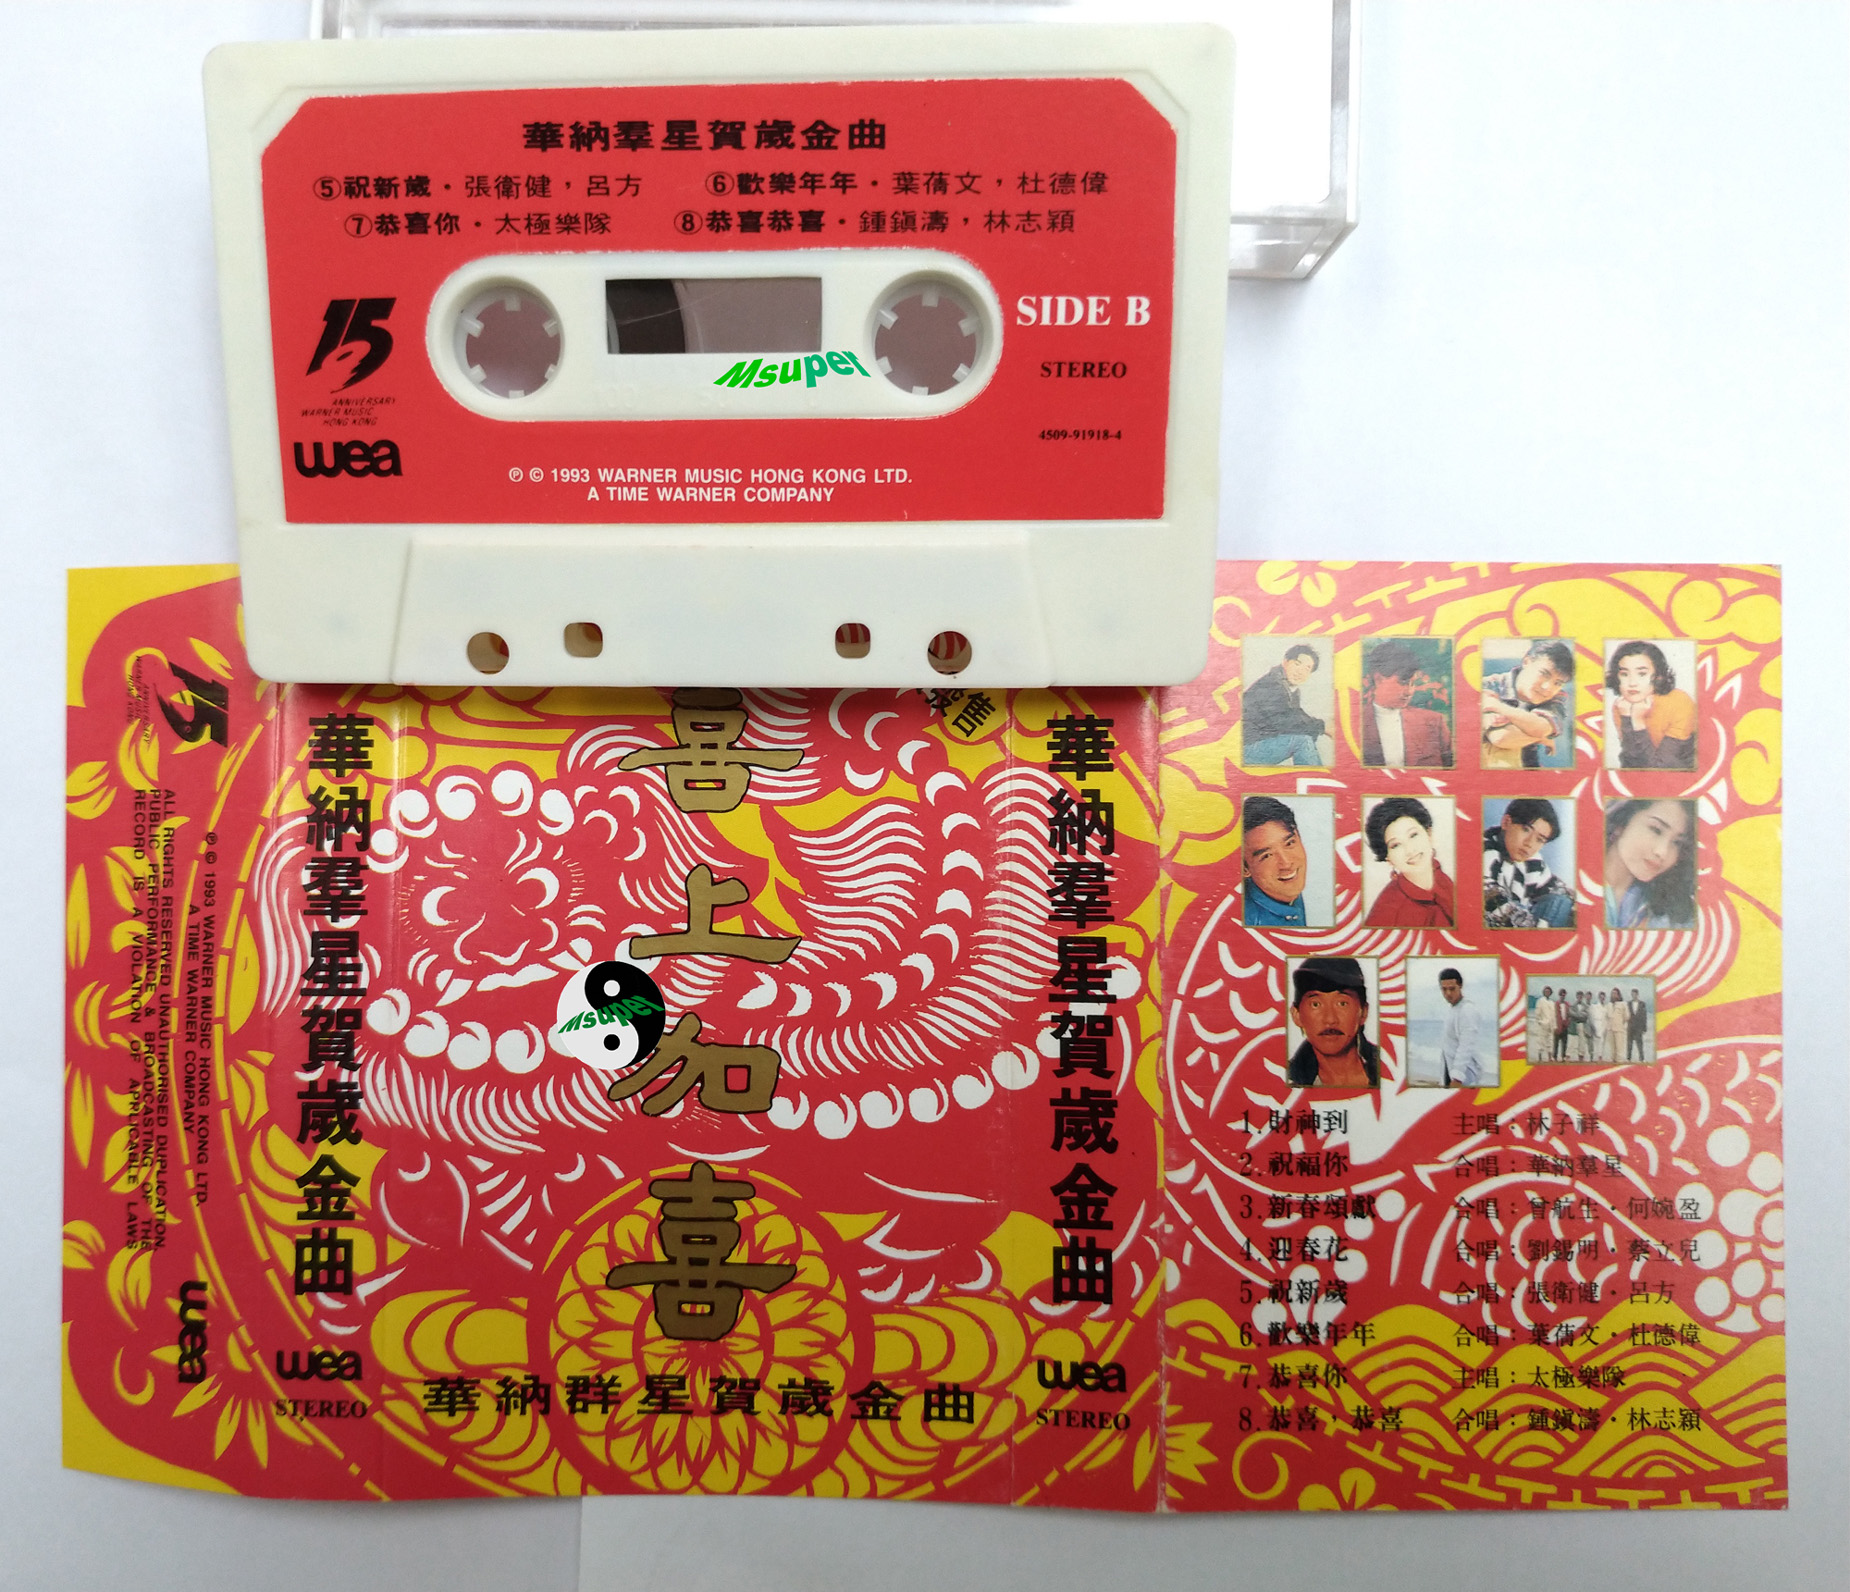 華納羣星賀歲金曲
⑤祝新歲・張衛健，呂方
⑥歡樂年年・葉蒨文，杜德偉
⑦恭喜你・太極樂隊
⑧恭喜恭喜・鍾鎮濤，林志穎
15
ANNIVERSARY
WARNER MUSIC
HONG KONG
wea
SIDE B
STEREO
4509-91918-4
Msuper
℗ © 1993 WARNER MUSIC HONG KONG LTD.
A TIME WARNER COMPANY
15
ANNIVERSARY
WARNER MUSIC
HONG KONG
℗ © 1993 WARNER MUSIC HONG KONG LTD.
A TIME WARNER COMPANY
ALL RIGHTS RESERVED UNAUTHORISED DUPLICATION,
PUBLIC PERFORMANCE & BROADCASTING OF THE
RECORD IS A VIOLATION OF APPLICABLE LAWS
wea
華納羣星賀歲金曲
wea
STEREO
售
喜上加喜
Msuper
華納群星賀歲金曲
華納羣星賀歲金曲
wea
STEREO
1.財神到 主唱：林子祥
2.祝福你 合唱：華納羣星
3.新春頌獻 合唱：曾航生・何婉盈
4.迎春花 合唱：劉錫明・蔡立兒
5.祝新歲 合唱：張衛健・呂方
6.歡樂年年 合唱：葉蒨文・杜德偉
7.恭喜你 主唱：太極樂隊
8.恭喜，恭喜 合唱：鍾鎮濤・林志穎